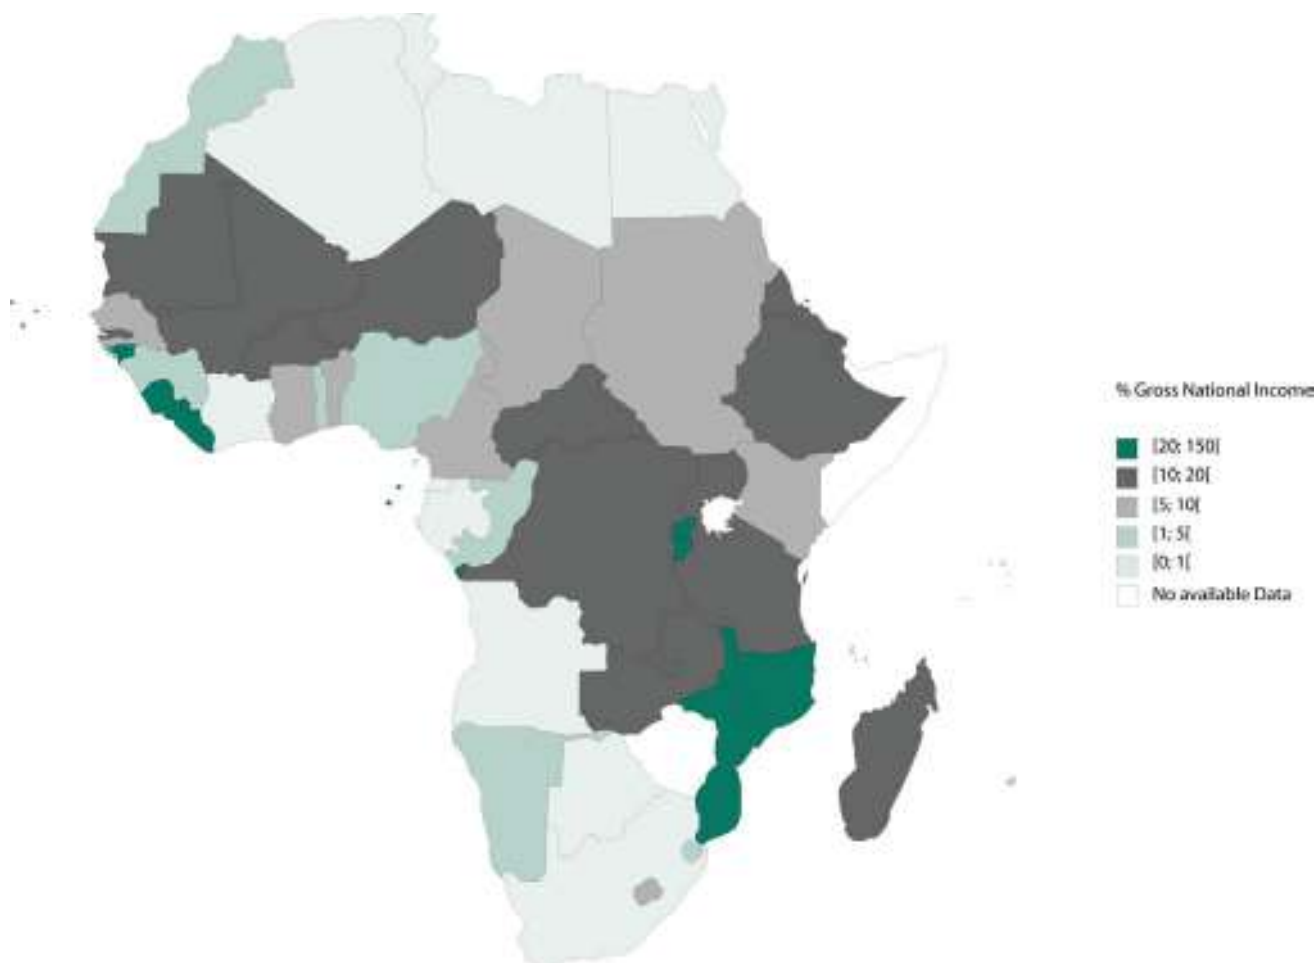 % Gross National Income
[20; 150[
[10; 20[
[5; 10[
[1; 5[
[0; 1[
No available Data